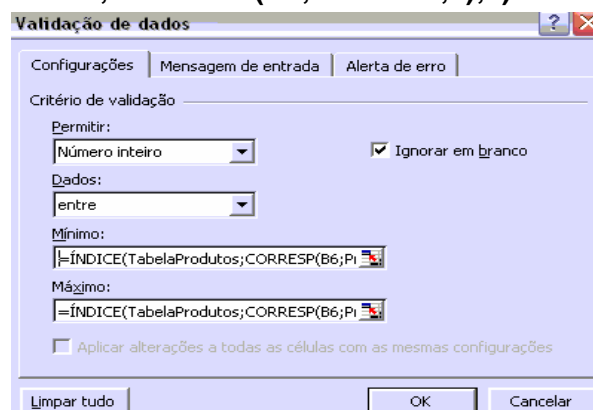 Validação de dados
Configurações Mensagem de entrada Alerta de erro
Critério de validação
Permitir:
Número inteiro Ignorar em branco
Dados:
entre
Mínimo:
=ÍNDICE(TabelaProdutos;CORRESP(B6;
Máximo:
=ÍNDICE(TabelaProdutos;CORRESP(B6;
Aplicar alterações a todas as células com as mesmas configurações
Limpar tudo OK Cancelar